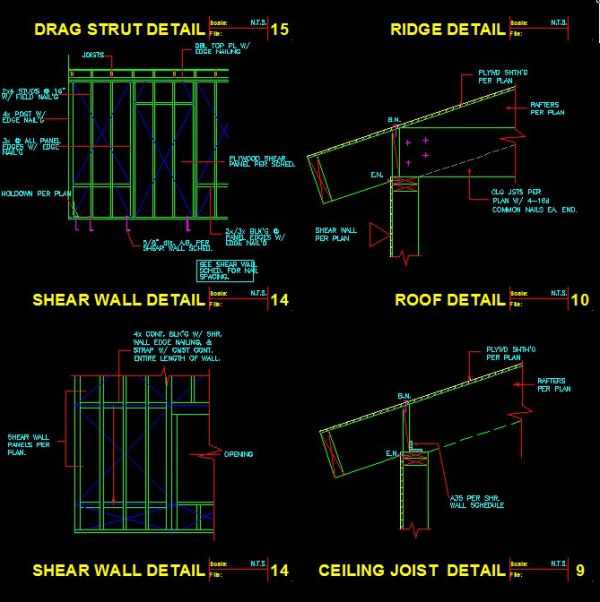 DRAG STRUT DETAIL Scale: N.T.S. File: 15
RIDGE DETAIL Scale: N.T.S. File: 12
JOISTS
DBL TOP PL W/
EDGE NAILING
2x6 STUDS @ 16"
W/ FIELD NAIL'G
4x POST W/
EDGE NAIL'G
3x @ ALL PANEL
EDGES W/ EDGE
NAIL'G
HOLDOWN PER PLAN
PLYWOOD SHEAR
PANEL PER SCHED.
5/8" dia. A.B. PER
SHEAR WALL SCHED.
2x/3x BLK'G @
PANEL EDGES W/
EDGE NAIL'G
SEE SHEAR WALL
SCHED. FOR NAIL
SPACING.
PLYWD SHTH'G
PER PLAN
RAFTERS
PER PLAN
B.N.
E.N.
CLG JSTS PER
PLAN W/ 4-16d
COMMON NAILS EA. END.
SHEAR WALL
PER PLAN
SHEAR WALL DETAIL Scale: N.T.S. File: 14
ROOF DETAIL Scale: N.T.S. File: 10
4x CONT. BLK'G W/ SHR.
WALL EDGE NAILING, &
STRAP W/ CMST CONT.
ENTIRE LENGTH OF WALL.
SHEAR WALL
PANELS PER
PLAN.
OPENING
PLYWD SHTH'G
PER PLAN
RAFTERS
PER PLAN
B.N.
E.N.
A35 PER SHR.
WALL SCHEDULE
SHEAR WALL DETAIL Scale: N.T.S. File: 14
CEILING JOIST DETAIL Scale: N.T.S. File: 9